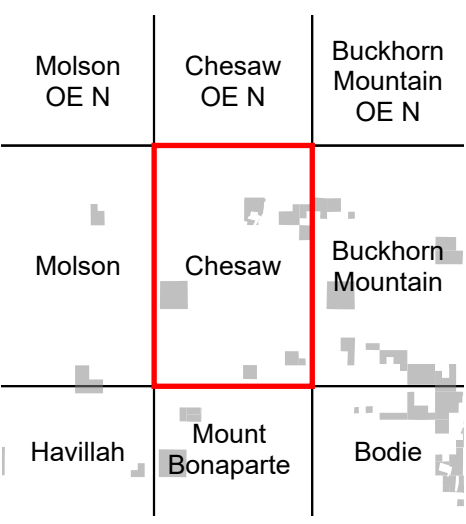 Molson
OE N
Chesaw
OE N
Buckhorn
Mountain
OE N
Molson
Chesaw
Buckhorn
Mountain
Havillah
Mount
Bonaparte
Bodie